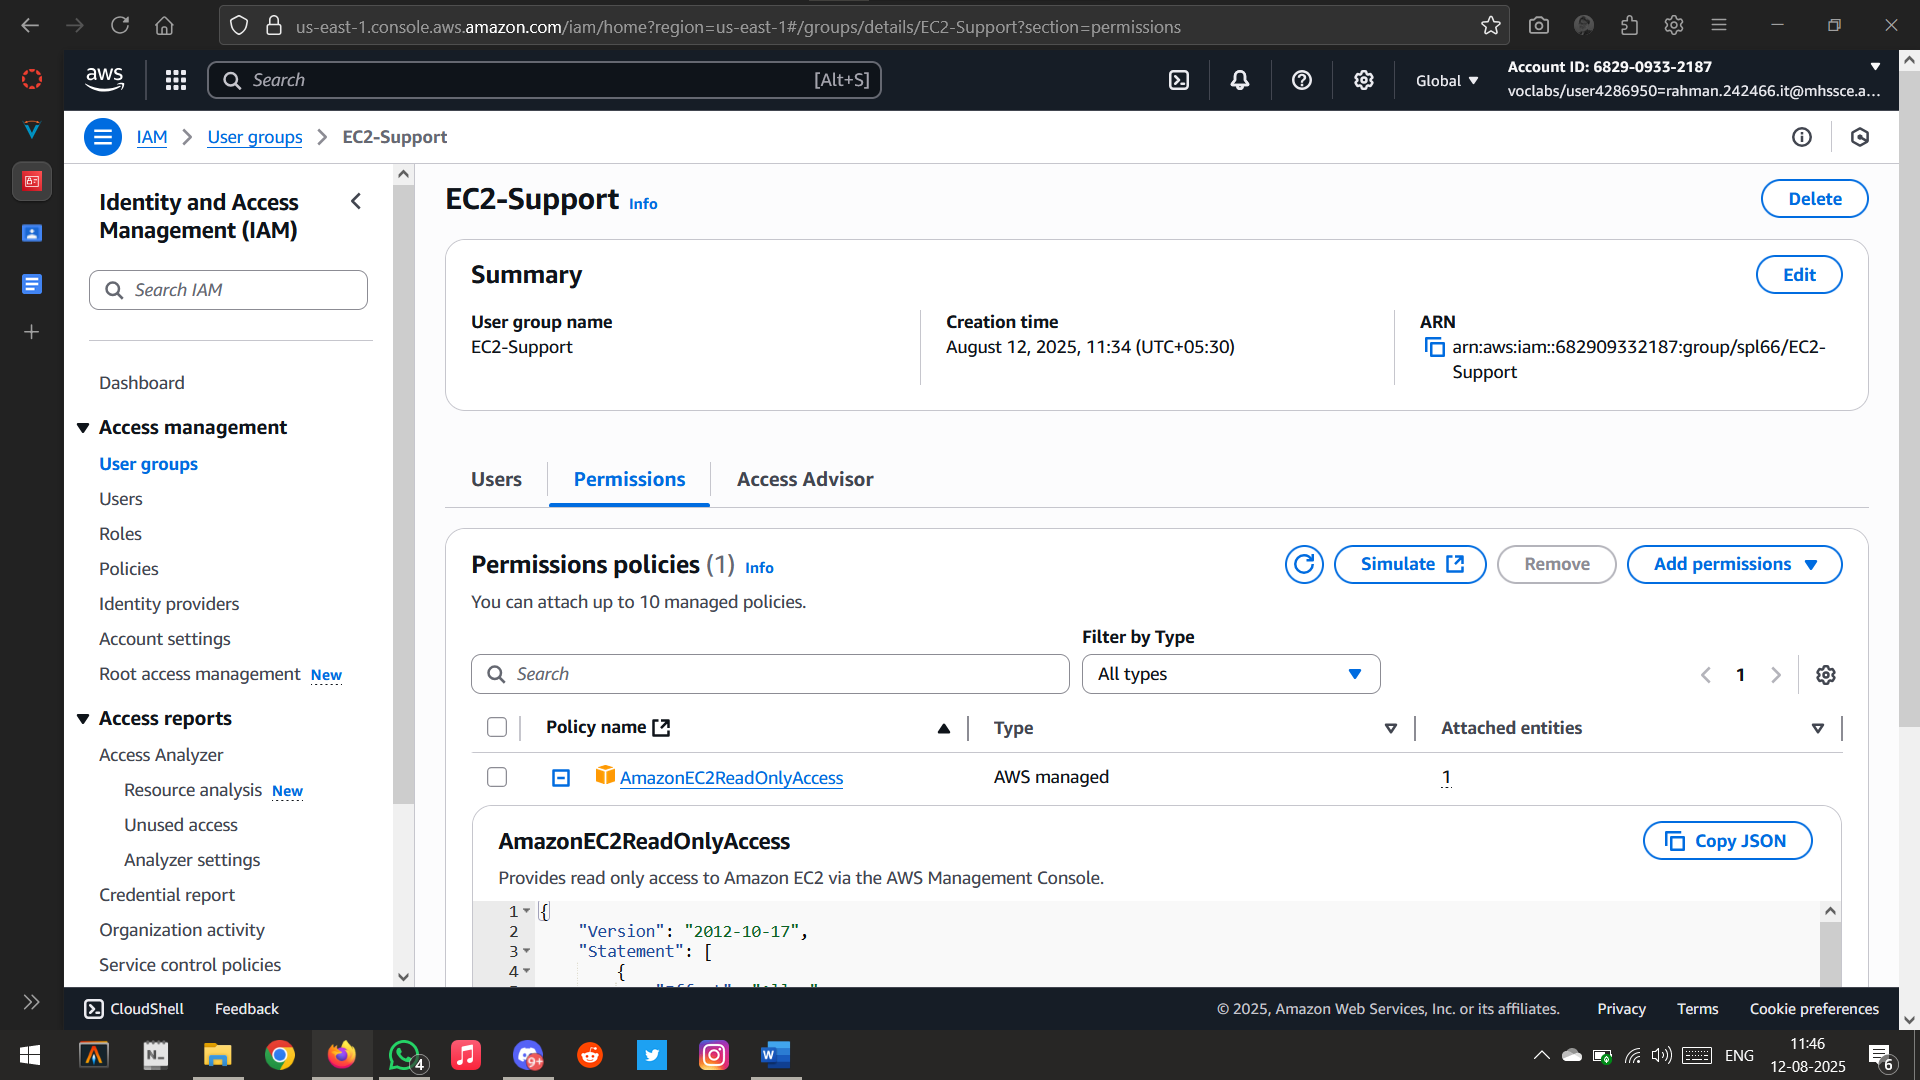 us-east-1.console.aws.amazon.com/iam/home?region=us-east-1#/groups/details/EC2-Support?section=permissions
aws
Search
[Alt+S]
Global
Account ID: 6829-0933-2187
voclabs/user4286950=rahman.242466.it@mhssce.a...
IAM
User groups
EC2-Support
Identity and Access
Management (IAM)
Search IAM
Dashboard
Access management
User groups
Users
Roles
Policies
Identity providers
Account settings
Root access management New
Access reports
Access Analyzer
Resource analysis New
Unused access
Analyzer settings
Credential report
Organization activity
Service control policies
EC2-Support Info
Delete
Summary
Edit
User group name
EC2-Support
Creation time
August 12, 2025, 11:34 (UTC+05:30)
ARN
arn:aws:iam::682909332187:group/spl66/EC2-
Support
Users
Permissions
Access Advisor
Permissions policies (1) Info
Simulate
Remove
Add permissions
You can attach up to 10 managed policies.
Filter by Type
Search
All types
1
Policy name
Type
Attached entities
AmazonEC2ReadOnlyAccess
AWS managed
1
AmazonEC2ReadOnlyAccess
Copy JSON
Provides read only access to Amazon EC2 via the AWS Management Console.
1 {
2 "Version": "2012-10-17",
3 "Statement": [
4 {
CloudShell
Feedback
© 2025, Amazon Web Services, Inc. or its affiliates.
Privacy
Terms
Cookie preferences
N_
4
9+
W
ENG
11:46
12-08-2025
6